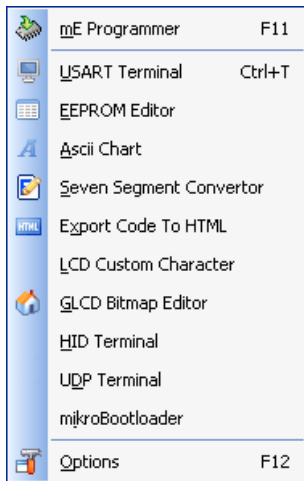 mE Programmer F11
USART Terminal Ctrl+T
EEPROM Editor
Ascii Chart
Seven Segment Convertor
HTML Export Code To HTML
LCD Custom Character
GLCD Bitmap Editor
HID Terminal
UDP Terminal
mikroBootloader
Options F12